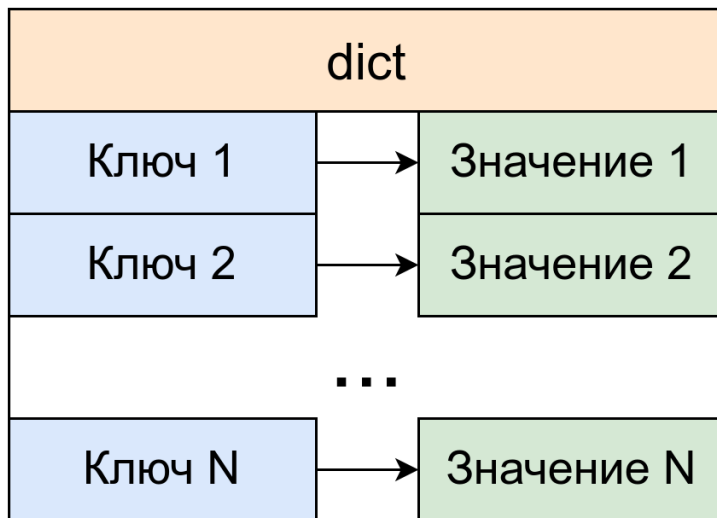 dict
Ключ 1 Значение 1
Ключ 2 Значение 2
...
Ключ N Значение N